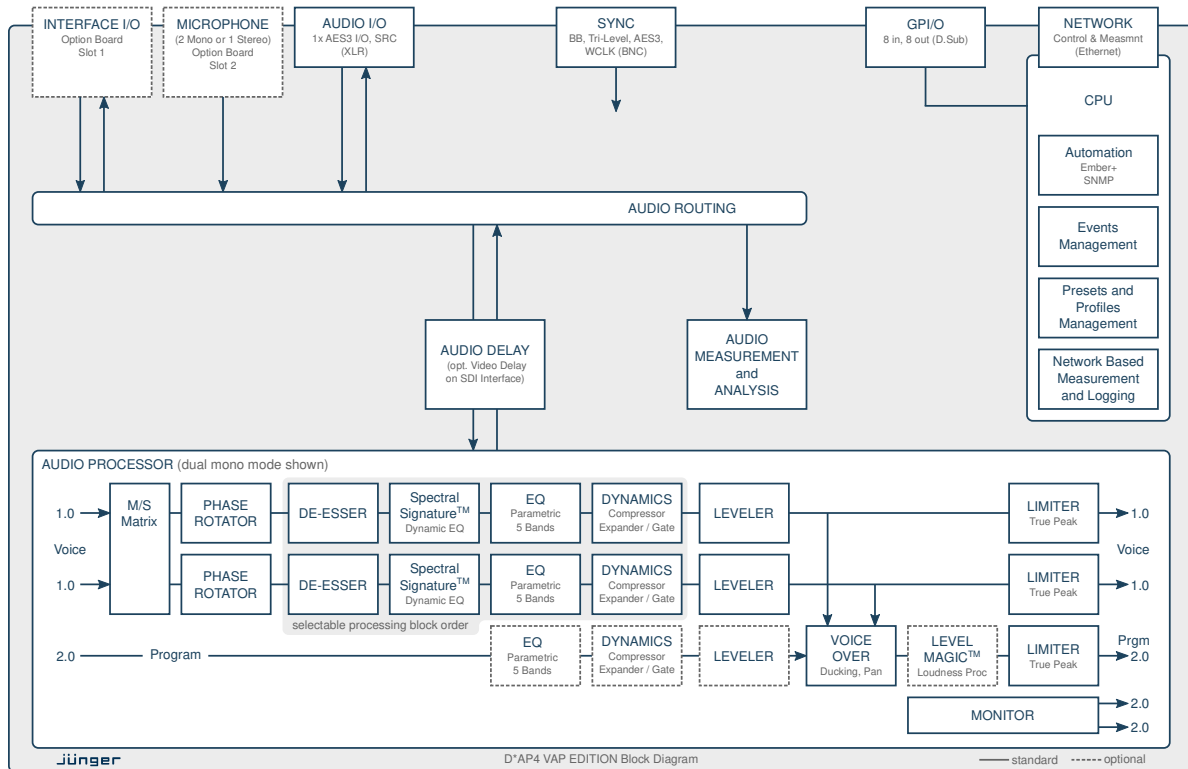 INTERFACE I/O
Option Board
Slot 1
MICROPHONE
(2 Mono or 1 Stereo)
Option Board
Slot 2
AUDIO I/O
1x AES3 I/O, SRC
(XLR)
SYNC
BB, Tri-Level, AES3,
WCLK (BNC)
GPI/O
8 in, 8 out (D.Sub)
NETWORK
Control & Measmnt
(Ethernet)
CPU
Automation
Ember+
SNMP
Events
Management
Presets and
Profiles
Management
Network Based
Measurement
and Logging
AUDIO ROUTING
AUDIO DELAY
(opt. Video Delay
on SDI Interface)
AUDIO
MEASUREMENT
and
ANALYSIS
AUDIO PROCESSOR (dual mono mode shown)
1.0
Voice
1.0
M/S
Matrix
PHASE
ROTATOR
DE-ESSER
Spectral
Signature™
Dynamic EQ
EQ
Parametric
5 Bands
DYNAMICS
Compressor
Expander / Gate
LEVELER
LIMITER
True Peak
1.0
Voice
PHASE
ROTATOR
DE-ESSER
Spectral
Signature™
Dynamic EQ
EQ
Parametric
5 Bands
DYNAMICS
Compressor
Expander / Gate
LEVELER
LIMITER
True Peak
1.0
selectable processing block order
2.0
Program
EQ
Parametric
5 Bands
DYNAMICS
Compressor
Expander / Gate
LEVELER
VOICE
OVER
Ducking, Pan
LEVEL
MAGIC™
Loudness Proc
LIMITER
True Peak
Prgm
2.0
MONITOR
2.0
2.0
jünger
D*AP4 VAP EDITION Block Diagram
standard
optional